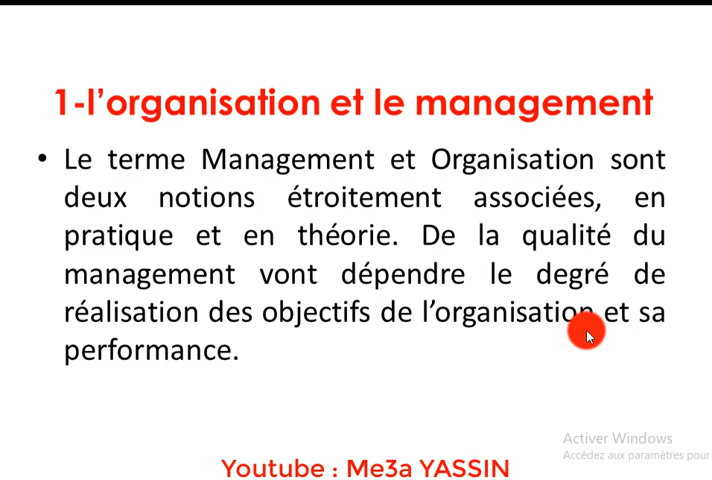 1-l’organisation et le management
• Le terme Management et Organisation sont
deux notions étroitement associées, en
pratique et en théorie. De la qualité du
management vont dépendre le degré de
réalisation des objectifs de l’organisation et sa
performance.
Activer Windows
Accédez aux paramètres pour
Youtube : Me3a YASSIN